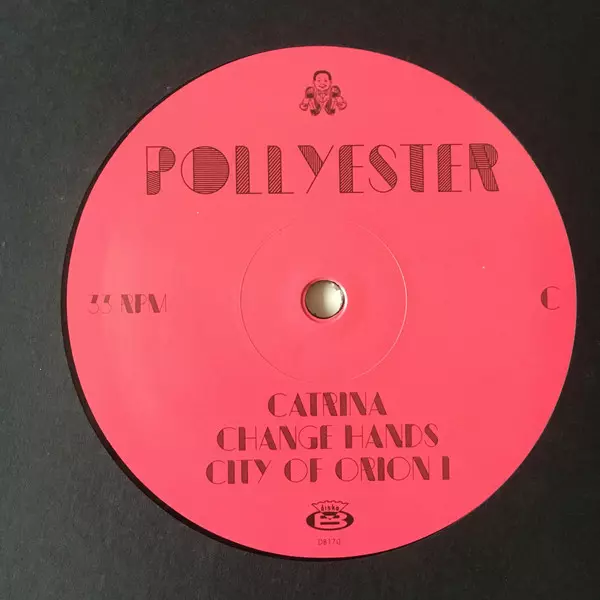 POLLYESTER
33 RPM
C
CATRINA
CHANGE HANDS
CITY OF ORION I
disko
B
DB170